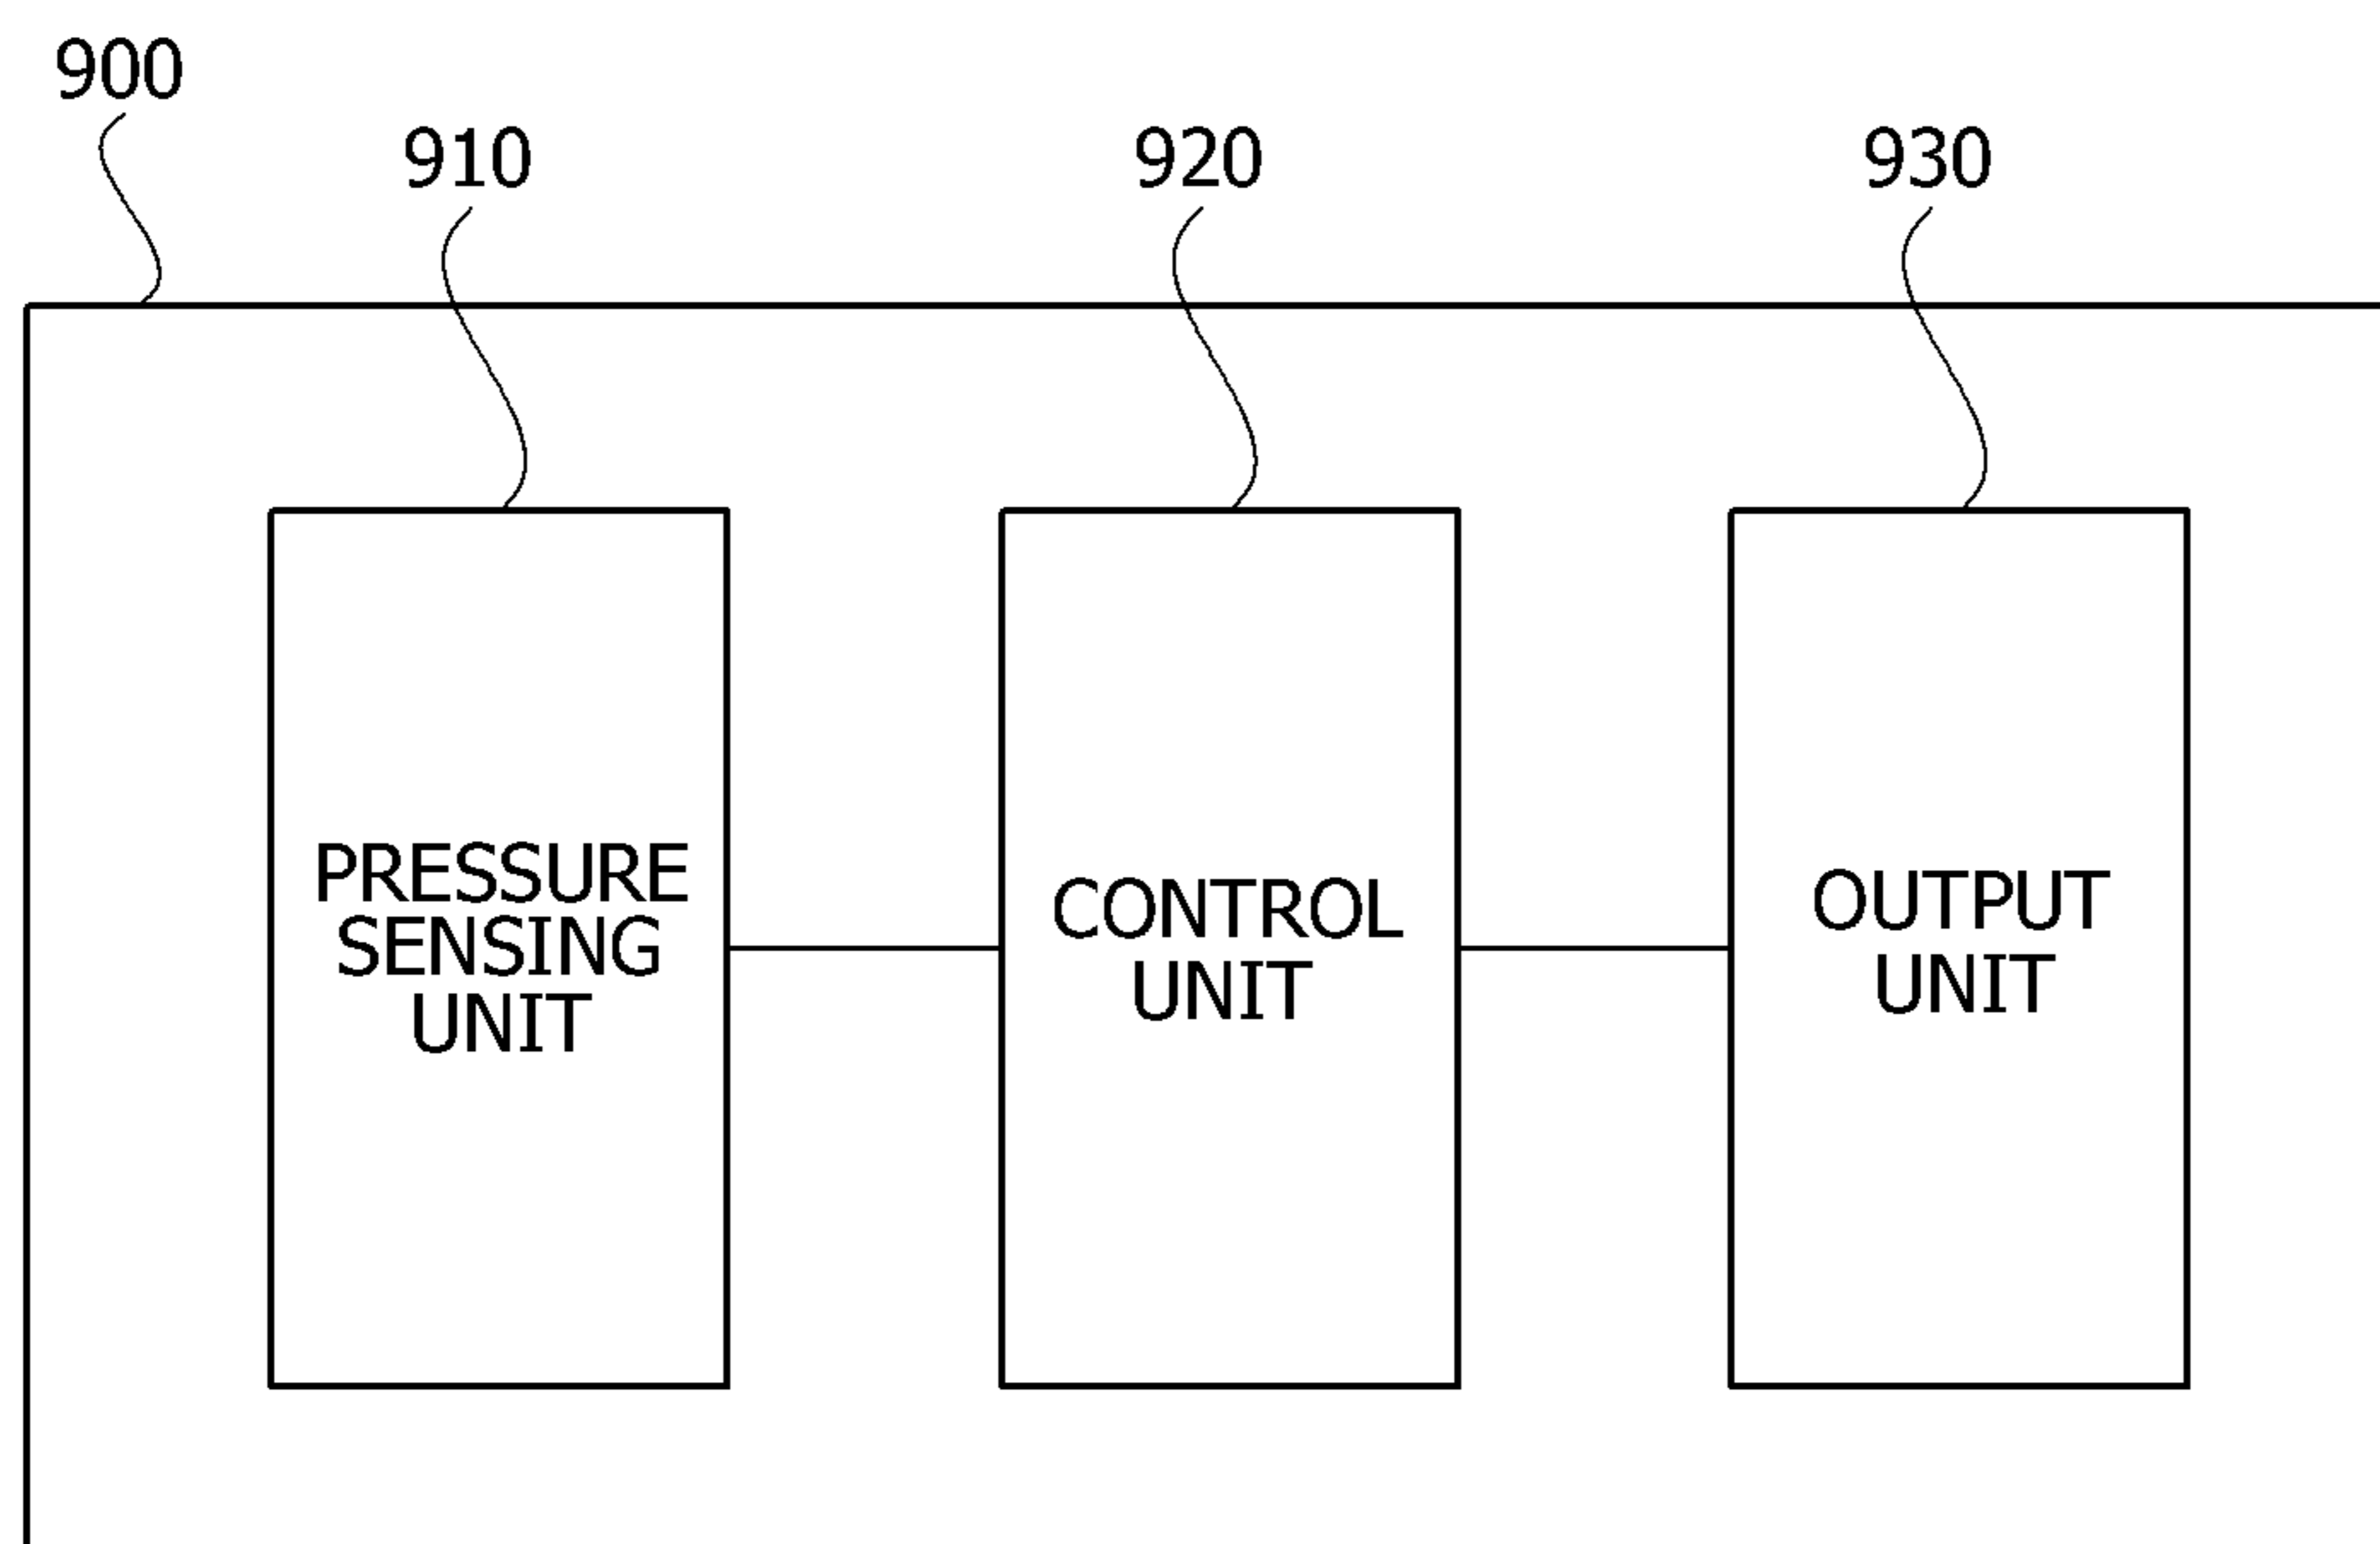 900
910
920
930
PRESSURE
SENSING
UNIT
CONTROL
UNIT
OUTPUT
UNIT